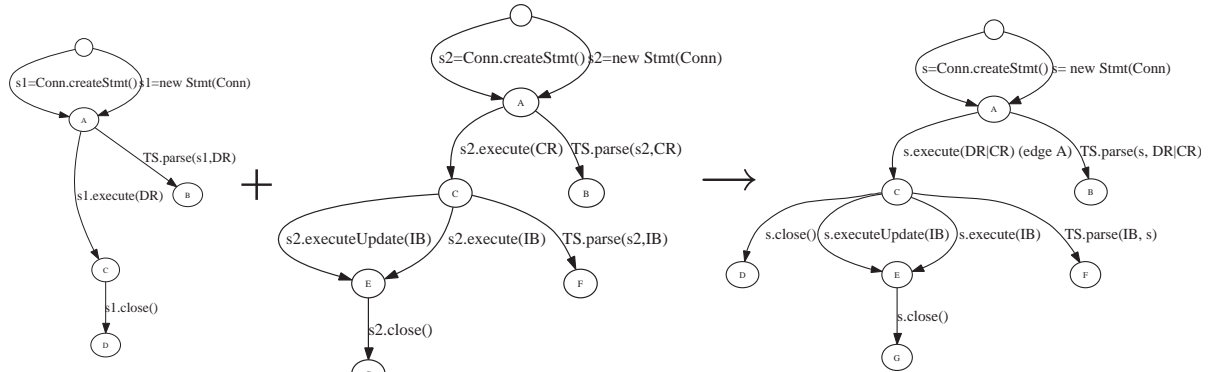 s1=Conn.createStmt() s1=new Stmt(Conn)
A
TS.parse(s1,DR)
s1.execute(DR)
B
C
s1.close()
D
+
s2=Conn.createStmt() s2=new Stmt(Conn)
A
s2.execute(CR) TS.parse(s2,CR)
C
B
s2.executeUpdate(IB) s2.execute(IB) TS.parse(s2,IB)
E
F
s2.close()
s=Conn.createStmt() s= new Stmt(Conn)
A
s.execute(DR|CR) (edge A) TS.parse(s, DR|CR)
C
B
s.close() s.executeUpdate(IB) s.execute(IB) TS.parse(IB, s)
D
E
F
s.close()
G